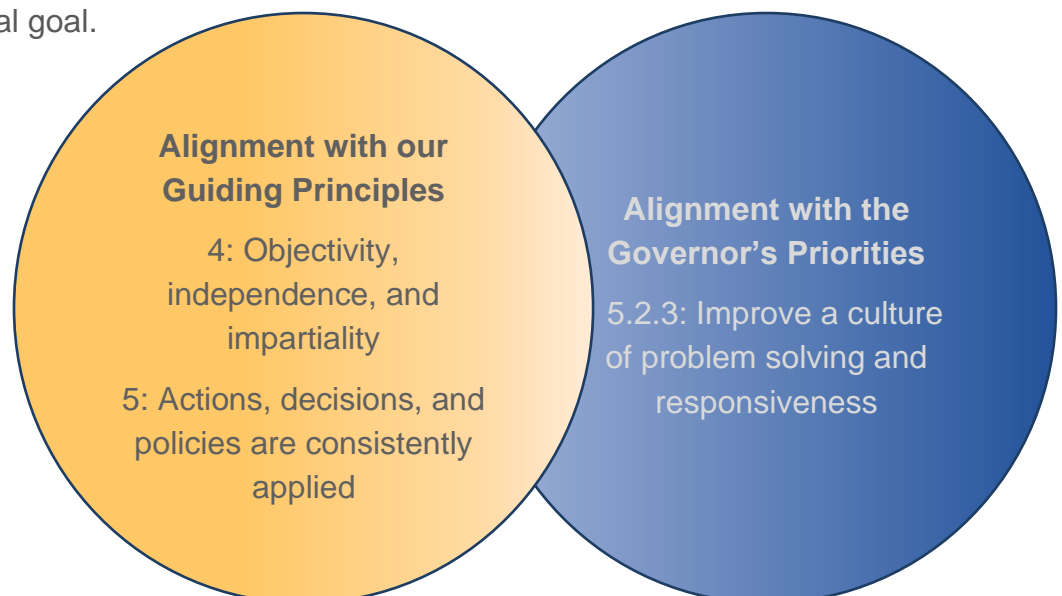 al goal.
Alignment with our
Guiding Principles
4: Objectivity,
independence, and
impartiality
5: Actions, decisions, and
policies are consistently
applied
Alignment with the
Governor’s Priorities
5.2.3: Improve a culture
of problem solving and
responsiveness